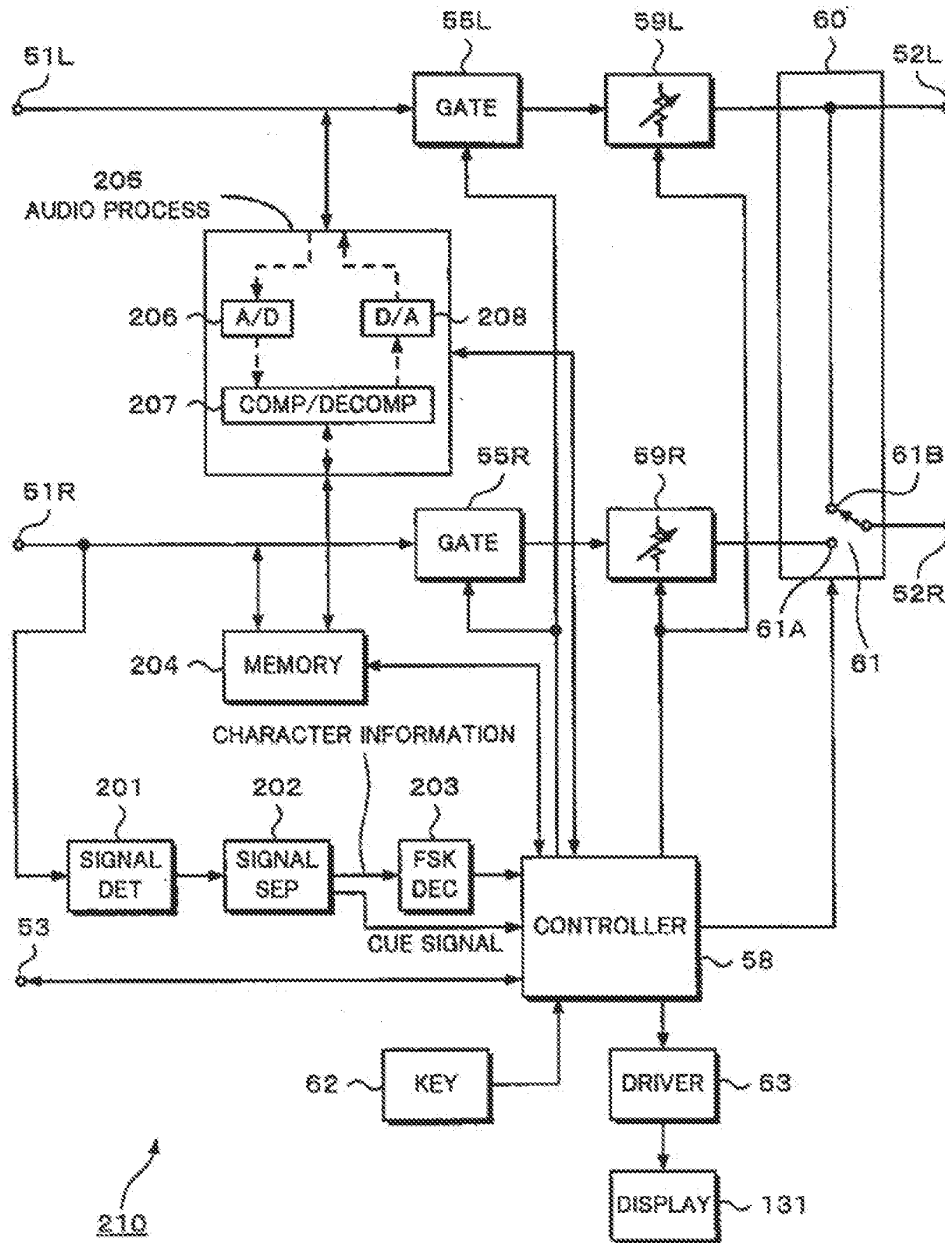 55L
59L
60
51L
52L
GATE
205
AUDIO PROCESS
206
A/D
D/A
208
207
COMP/DECOMP
55R
59R
61B
51R
GATE
52R
61A
61
204
MEMORY
CHARACTER INFORMATION
201
202
203
SIGNAL
DET
SIGNAL
SEP
FSK
DEC
CONTROLLER
53
CUE SIGNAL
58
62
KEY
DRIVER
63
210
DISPLAY
131